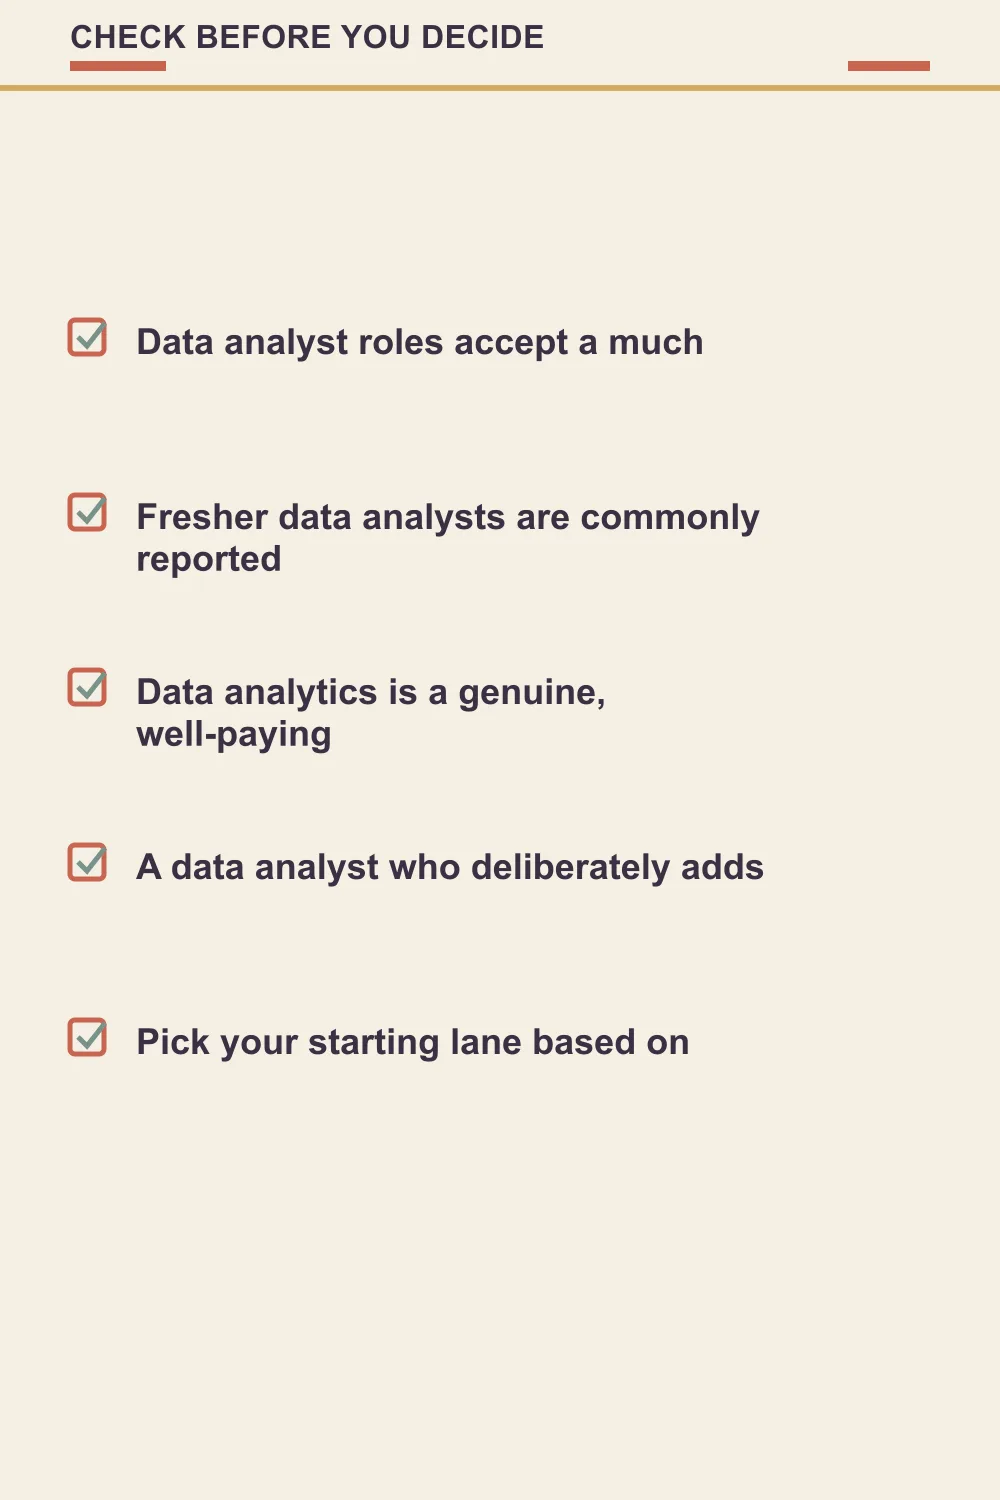 CHECK BEFORE YOU DECIDE
Data analyst roles accept a much
Fresher data analysts are commonly
reported
Data analytics is a genuine,
well-paying
A data analyst who deliberately adds
Pick your starting lane based on